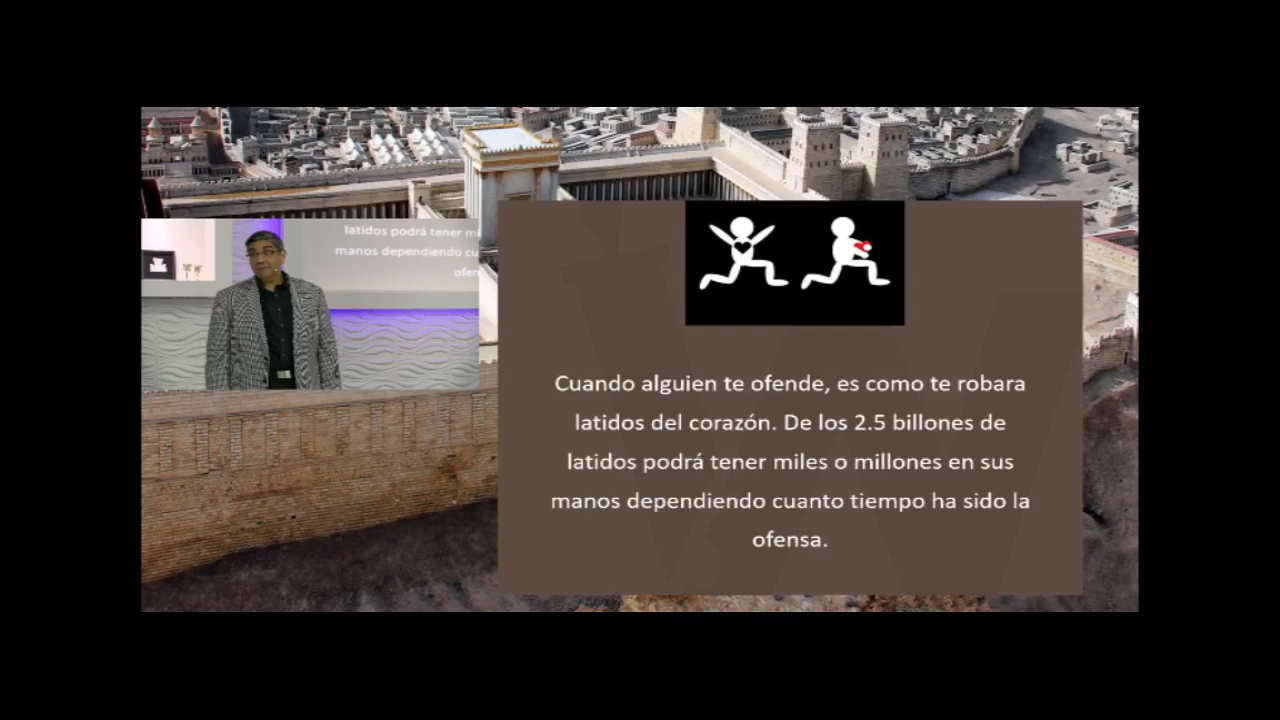 latidos podrá tener mi
manos dependiendo cu
ofen
Cuando alguien te ofende, es como te robara
latidos del corazón. De los 2.5 billones de
latidos podrá tener miles o millones en sus
manos dependiendo cuanto tiempo ha sido la
ofensa.